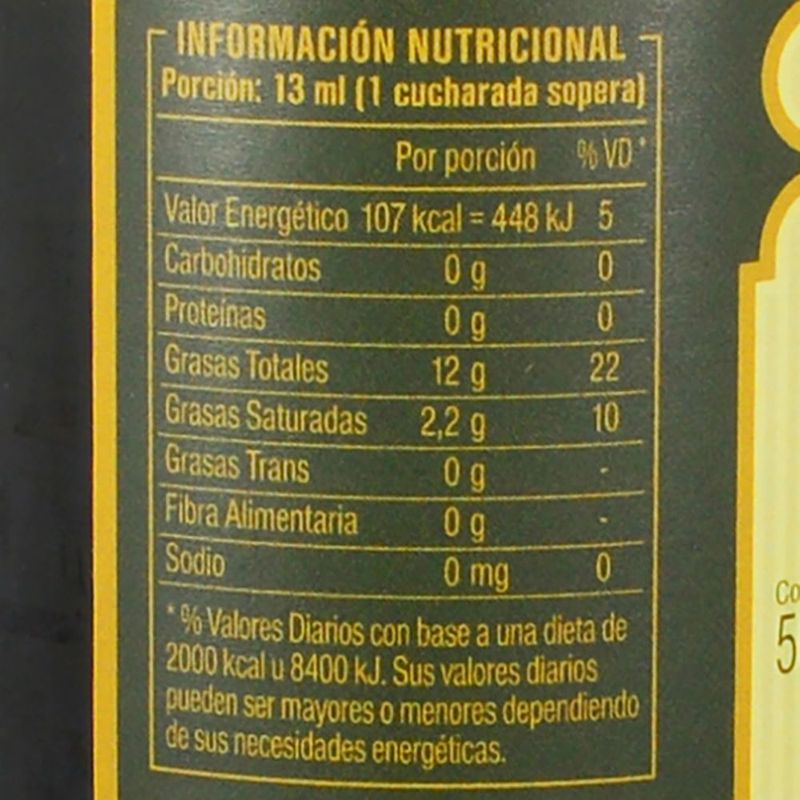 INFORMACIÓN NUTRICIONAL
Porción: 13 ml (1 cucharada sopera)
Por porción % VD*
Valor Energético 107 kcal = 448 kJ 5
Carbohidratos 0 g 0
Proteínas 0 g 0
Grasas Totales 12 g 22
Grasas Saturadas 2,2 g 10
Grasas Trans 0 g -
Fibra Alimentaria 0 g -
Sodio 0 mg 0
* % Valores Diarios con base a una dieta de
2000 kcal u 8400 kJ. Sus valores diarios
pueden ser mayores o menores dependiendo
de sus necesidades energéticas.
Co
5